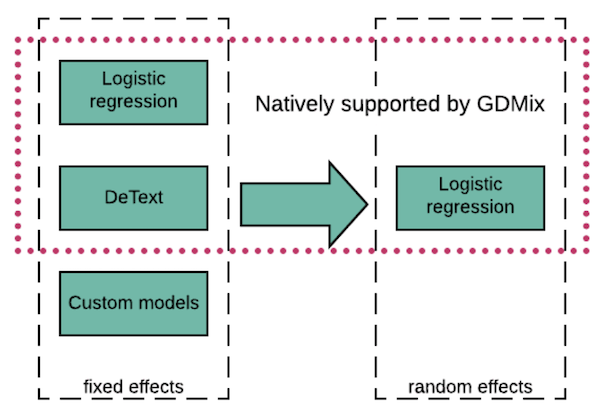 Logistic
regression
Natively supported by GDMix
DeText
Logistic
regression
Custom models
fixed effects
random effects